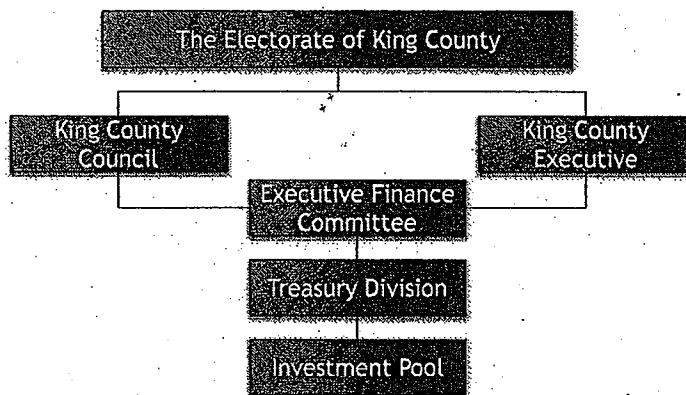 The Electorate of King County
King County
Council
King County
Executive
Executive Finance
Committee
Treasury Division
Investment Pool